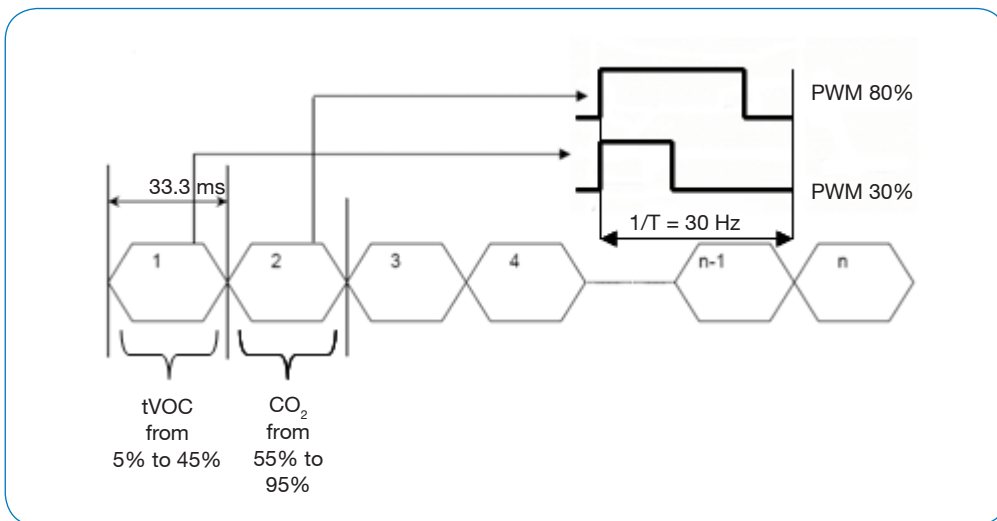 PWM 80%
33.3 ms
PWM 30%
1/T = 30 Hz
1
2
3
4
n-1
n
tVOC
from
5% to 45%
CO₂
from
55% to
95%